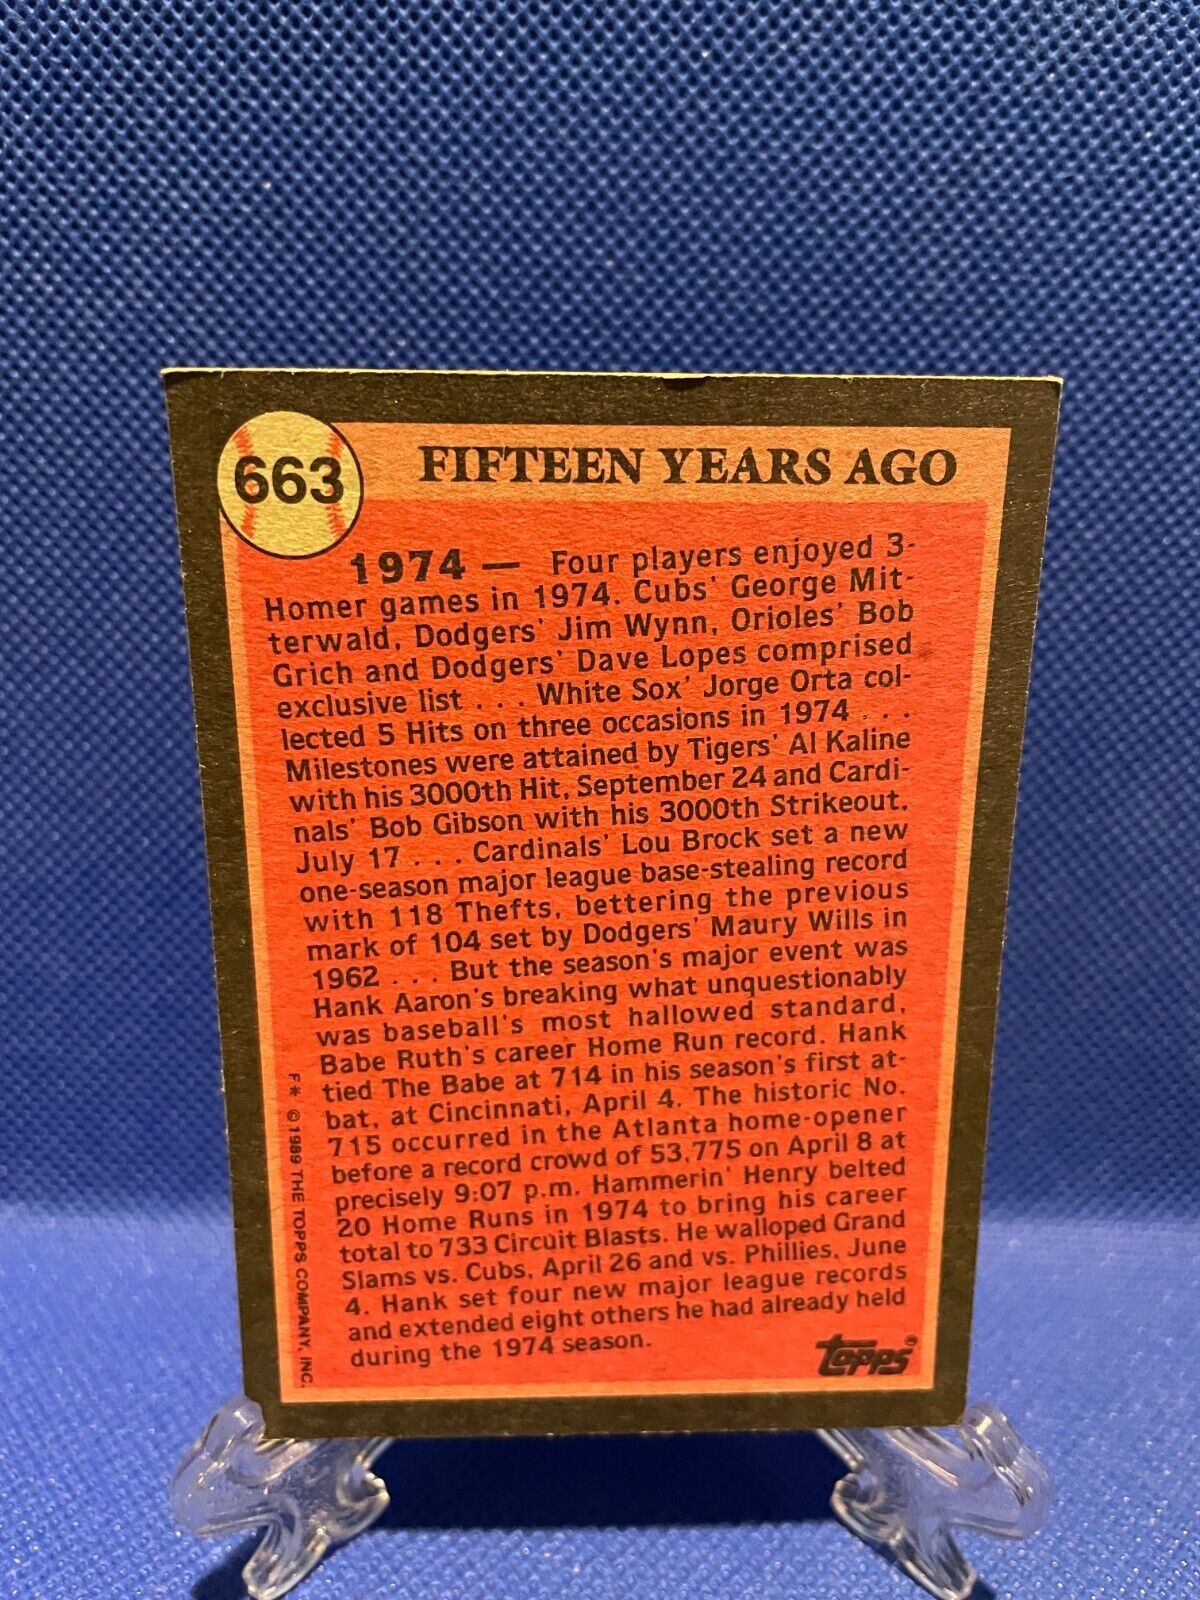 663
FIFTEEN YEARS AGO
1974 — Four players enjoyed 3-
Homer games in 1974. Cubs' George Mit-
terwald, Dodgers' Jim Wynn, Orioles' Bob
Grich and Dodgers' Dave Lopes comprised
exclusive list . . . White Sox' Jorge Orta col-
lected 5 Hits on three occasions in 1974 . . .
Milestones were attained by Tigers' Al Kaline
with his 3000th Hit, September 24 and Cardi-
nals' Bob Gibson with his 3000th Strikeout,
July 17 . . . Cardinals' Lou Brock set a new
one-season major league base-stealing record
with 118 Thefts, bettering the previous
mark of 104 set by Dodgers' Maury Wills in
1962 . . . But the season's major event was
Hank Aaron's breaking what unquestionably
was baseball's most hallowed standard,
Babe Ruth's career Home Run record. Hank
tied The Babe at 714 in his season's first at-
bat, at Cincinnati, April 4. The historic No.
715 occurred in the Atlanta home-opener
before a record crowd of 53,775 on April 8 at
precisely 9:07 p.m. Hammerin' Henry belted
20 Home Runs in 1974 to bring his career
total to 733 Circuit Blasts. He walloped Grand
Slams vs. Cubs, April 26 and vs. Phillies, June
4. Hank set four new major league records
and extended eight others he had already held
during the 1974 season.
topps®
F* © 1989 THE TOPPS COMPANY, INC.